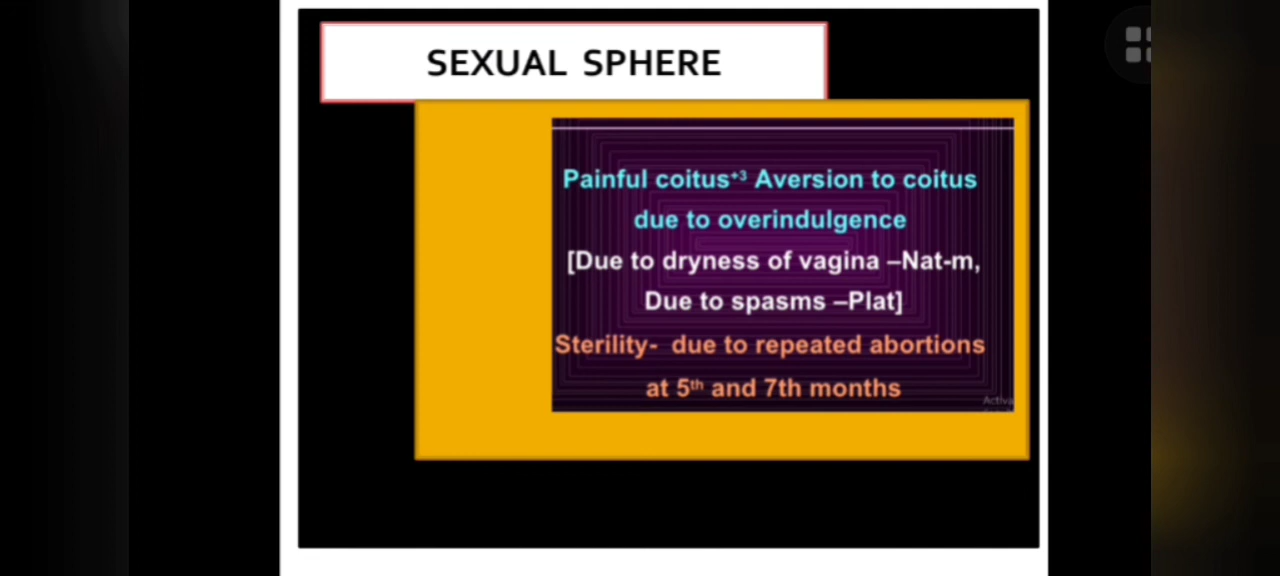 SEXUAL SPHERE
Painful coitus⁺³ Aversion to coitus
due to overindulgence
[Due to dryness of vagina –Nat-m,
Due to spasms –Plat]
Sterility- due to repeated abortions
at 5ᵗʰ and 7th months
Activa